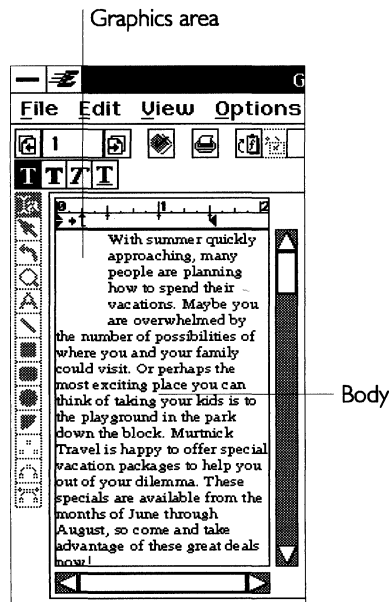 Graphics area
G
File Edit View Options
1
T T T T
0 1 2
With summer quickly
approaching, many
people are planning
how to spend their
vacations. Maybe you
are overwhelmed by
the number of possibilities of
where you and your family
could visit. Or perhaps the
most exciting place you can
think of taking your kids is to
the playground in the park
down the block. Murtnick
Travel is happy to offer special
vacation packages to help you
out of your dilemma. These
specials are available from the
months of June through
August, so come and take
advantage of these great deals
now!
Body